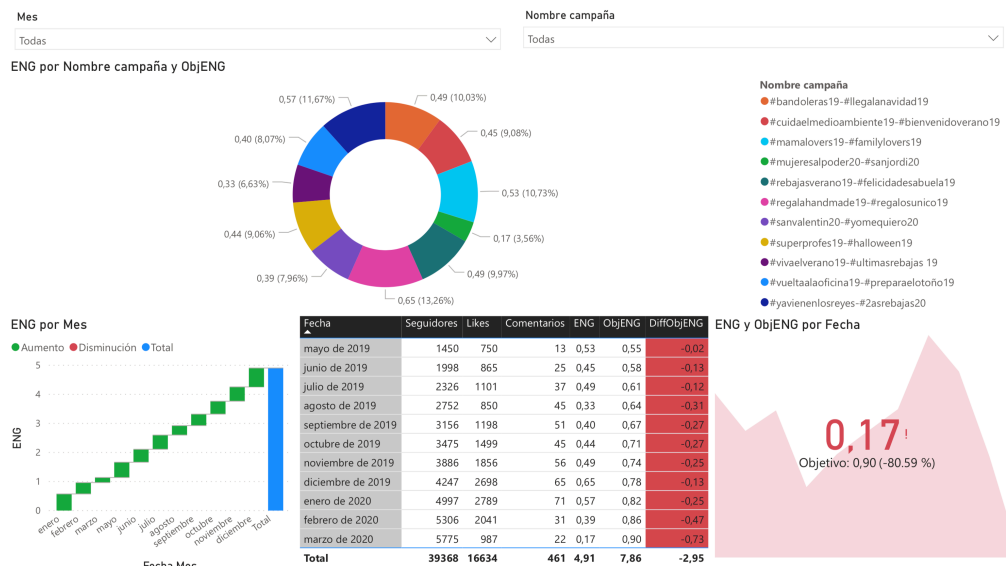 Mes
Todas
Nombre campaña
Todas
ENG por Nombre campaña y ObjENG
0,57 (11,67%)
0,49 (10,03%)
0,40 (8,07%)
0,45 (9,08%)
0,33 (6,63%)
0,53 (10,73%)
0,44 (9,06%)
0,17 (3,56%)
0,39 (7,96%)
0,49 (9,97%)
0,65 (13,26%)
Nombre campaña
#bandoleras19-#llegalanavidad19
#cuidaelmedioambiente19-#bienvenidoverano19
#mamalovers19-#familylovers19
#mujeresalpoder20-#sanjordi20
#rebajasverano19-#felicidadesabuela19
#regalahandmade19-#regalosunico19
#sanvalentin20-#yomequiero20
#superprofes19-#halloween19
#vivaelverano19-#ultimasrebajas 19
#vueltaalaoficina19-#preparaelotoño19
#yavienenlosreyes-#2asrebajas20
ENG por Mes
Aumento Disminución Total
5
4
3
2
1
0
ENG
enero
febrero
marzo
mayo
junio
julio
agosto
septiembre
octubre
noviembre
diciembre
Total
Fecha Mes
Fecha Seguidores Likes Comentarios ENG ObjENG DiffObjENG
mayo de 2019 1450 750 13 0,53 0,55 -0,02
junio de 2019 1998 865 25 0,45 0,58 -0,13
julio de 2019 2326 1101 37 0,49 0,61 -0,12
agosto de 2019 2752 850 45 0,33 0,64 -0,31
septiembre de 2019 3156 1198 51 0,40 0,67 -0,27
octubre de 2019 3475 1499 45 0,44 0,71 -0,27
noviembre de 2019 3886 1856 56 0,49 0,74 -0,25
diciembre de 2019 4247 2698 65 0,65 0,78 -0,13
enero de 2020 4997 2789 71 0,57 0,82 -0,25
febrero de 2020 5306 2041 31 0,39 0,86 -0,47
marzo de 2020 5775 987 22 0,17 0,90 -0,73
Total 39368 16634 461 4,91 7,86 -2,95
ENG y ObjENG por Fecha
0,17!
Objetivo: 0,90 (-80.59 %)